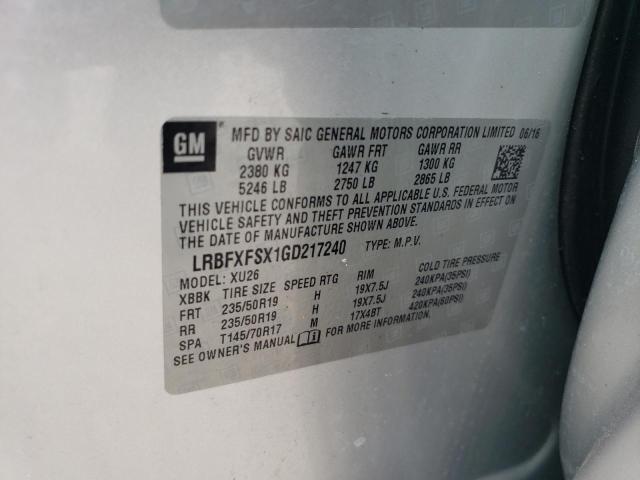 GM
MFD BY SAIC GENERAL MOTORS CORPORATION LIMITED 06/16
GVWR GAWR FRT GAWR RR
2380 KG 1247 KG 1300 KG
5246 LB 2750 LB 2865 LB
THIS VEHICLE CONFORMS TO ALL APPLICABLE U.S. FEDERAL MOTOR
VEHICLE SAFETY AND THEFT PREVENTION STANDARDS IN EFFECT ON
THE DATE OF MANUFACTURE SHOWN ABOVE.
LRBFXFSX1GD217240 TYPE: M.P.V.
MODEL: XU26
XBBK TIRE SIZE SPEED RTG RIM COLD TIRE PRESSURE
FRT 235/50R19 H 19X7.5J 240KPA(35PSI)
RR 235/50R19 H 19X7.5J 240KPA(35PSI)
SPA T145/70R17 M 17X4BT 420KPA(60PSI)
SEE OWNER'S MANUAL FOR MORE INFORMATION.